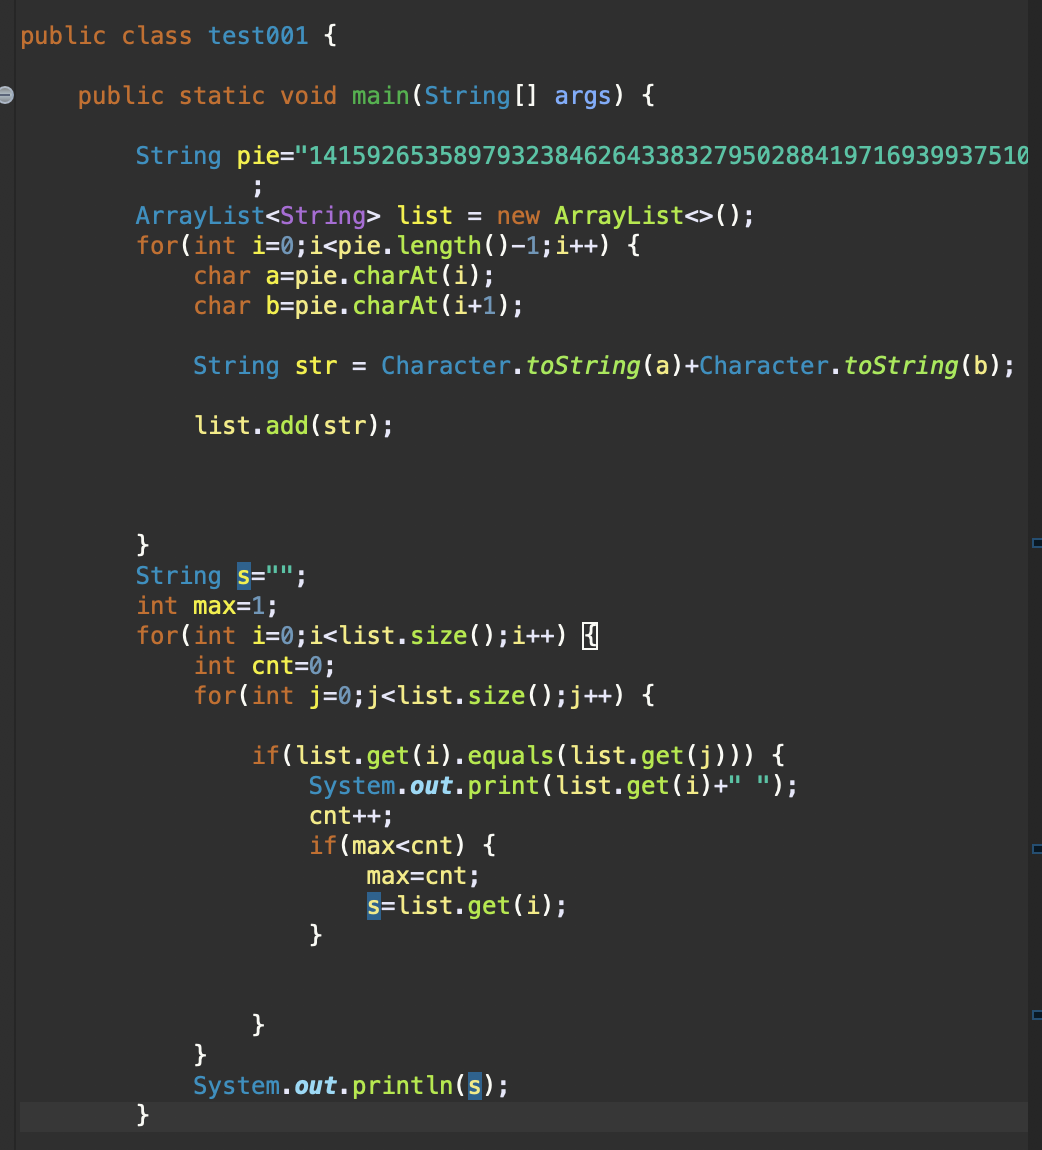 public class test001 {
public static void main(String[] args) {
String pie="14159265358979323846264338327950288419716939937510
;
ArrayList<String> list = new ArrayList<>();
for(int i=0;i<pie.length()-1;i++) {
char a=pie.charAt(i);
char b=pie.charAt(i+1);
String str = Character.toString(a)+Character.toString(b);
list.add(str);
}
String s="";
int max=1;
for(int i=0;i<list.size();i++) {
int cnt=0;
for(int j=0;j<list.size();j++) {
if(list.get(i).equals(list.get(j))) {
System.out.print(list.get(i)+" ");
cnt++;
if(max<cnt) {
max=cnt;
s=list.get(i);
}
}
}
System.out.println(s);
}